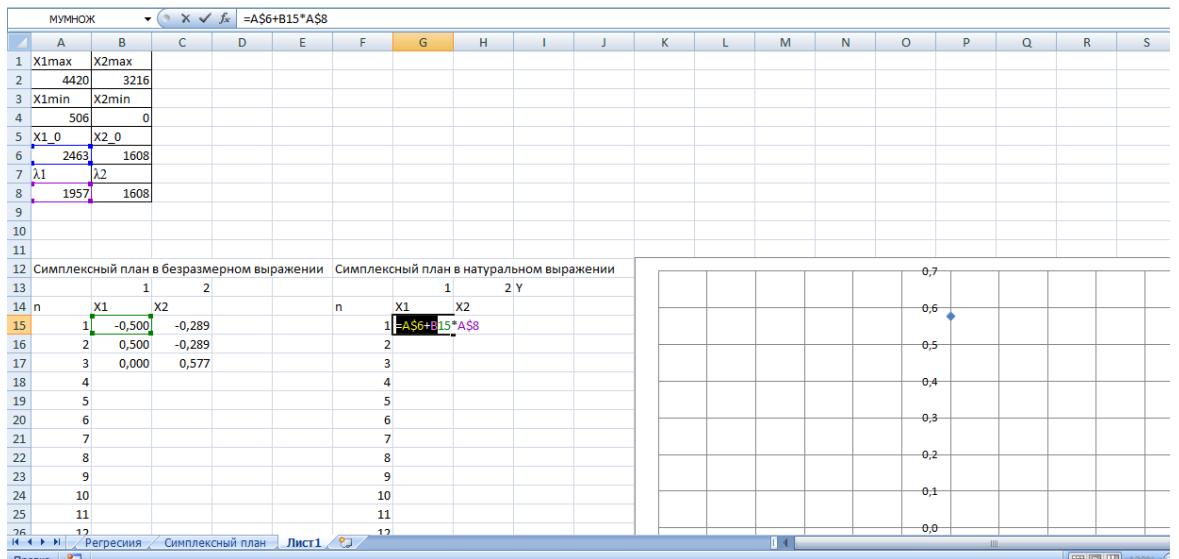 МУМНОЖ =A$6+B15*A$8
A B C D E F G H I J K L M N O P Q R S
1 X1max X2max
2 4420 3216
3 X1min X2min
4 506 0
5 X1_0 X2_0
6 2463 1608
7 λ1 λ2
8 1957 1608
9
10
11
12 Симплексный план в безразмерном выражении Симплексный план в натуральном выражении 0,7
13 1 2 1 2 Y
14 n X1 X2 n X1 X2 0,6
15 1 -0,500 -0,289 1 =A$6+B15*A$8
16 2 0,500 -0,289 2 0,5
17 3 0,000 0,577 3
18 4 4 0,4
19 5 5
20 6 6 0,3
21 7 7
22 8 8 0,2
23 9 9
24 10 10 0,1
25 11 11
26 12 12 0,0
Регресиия Симплексный план Лист1